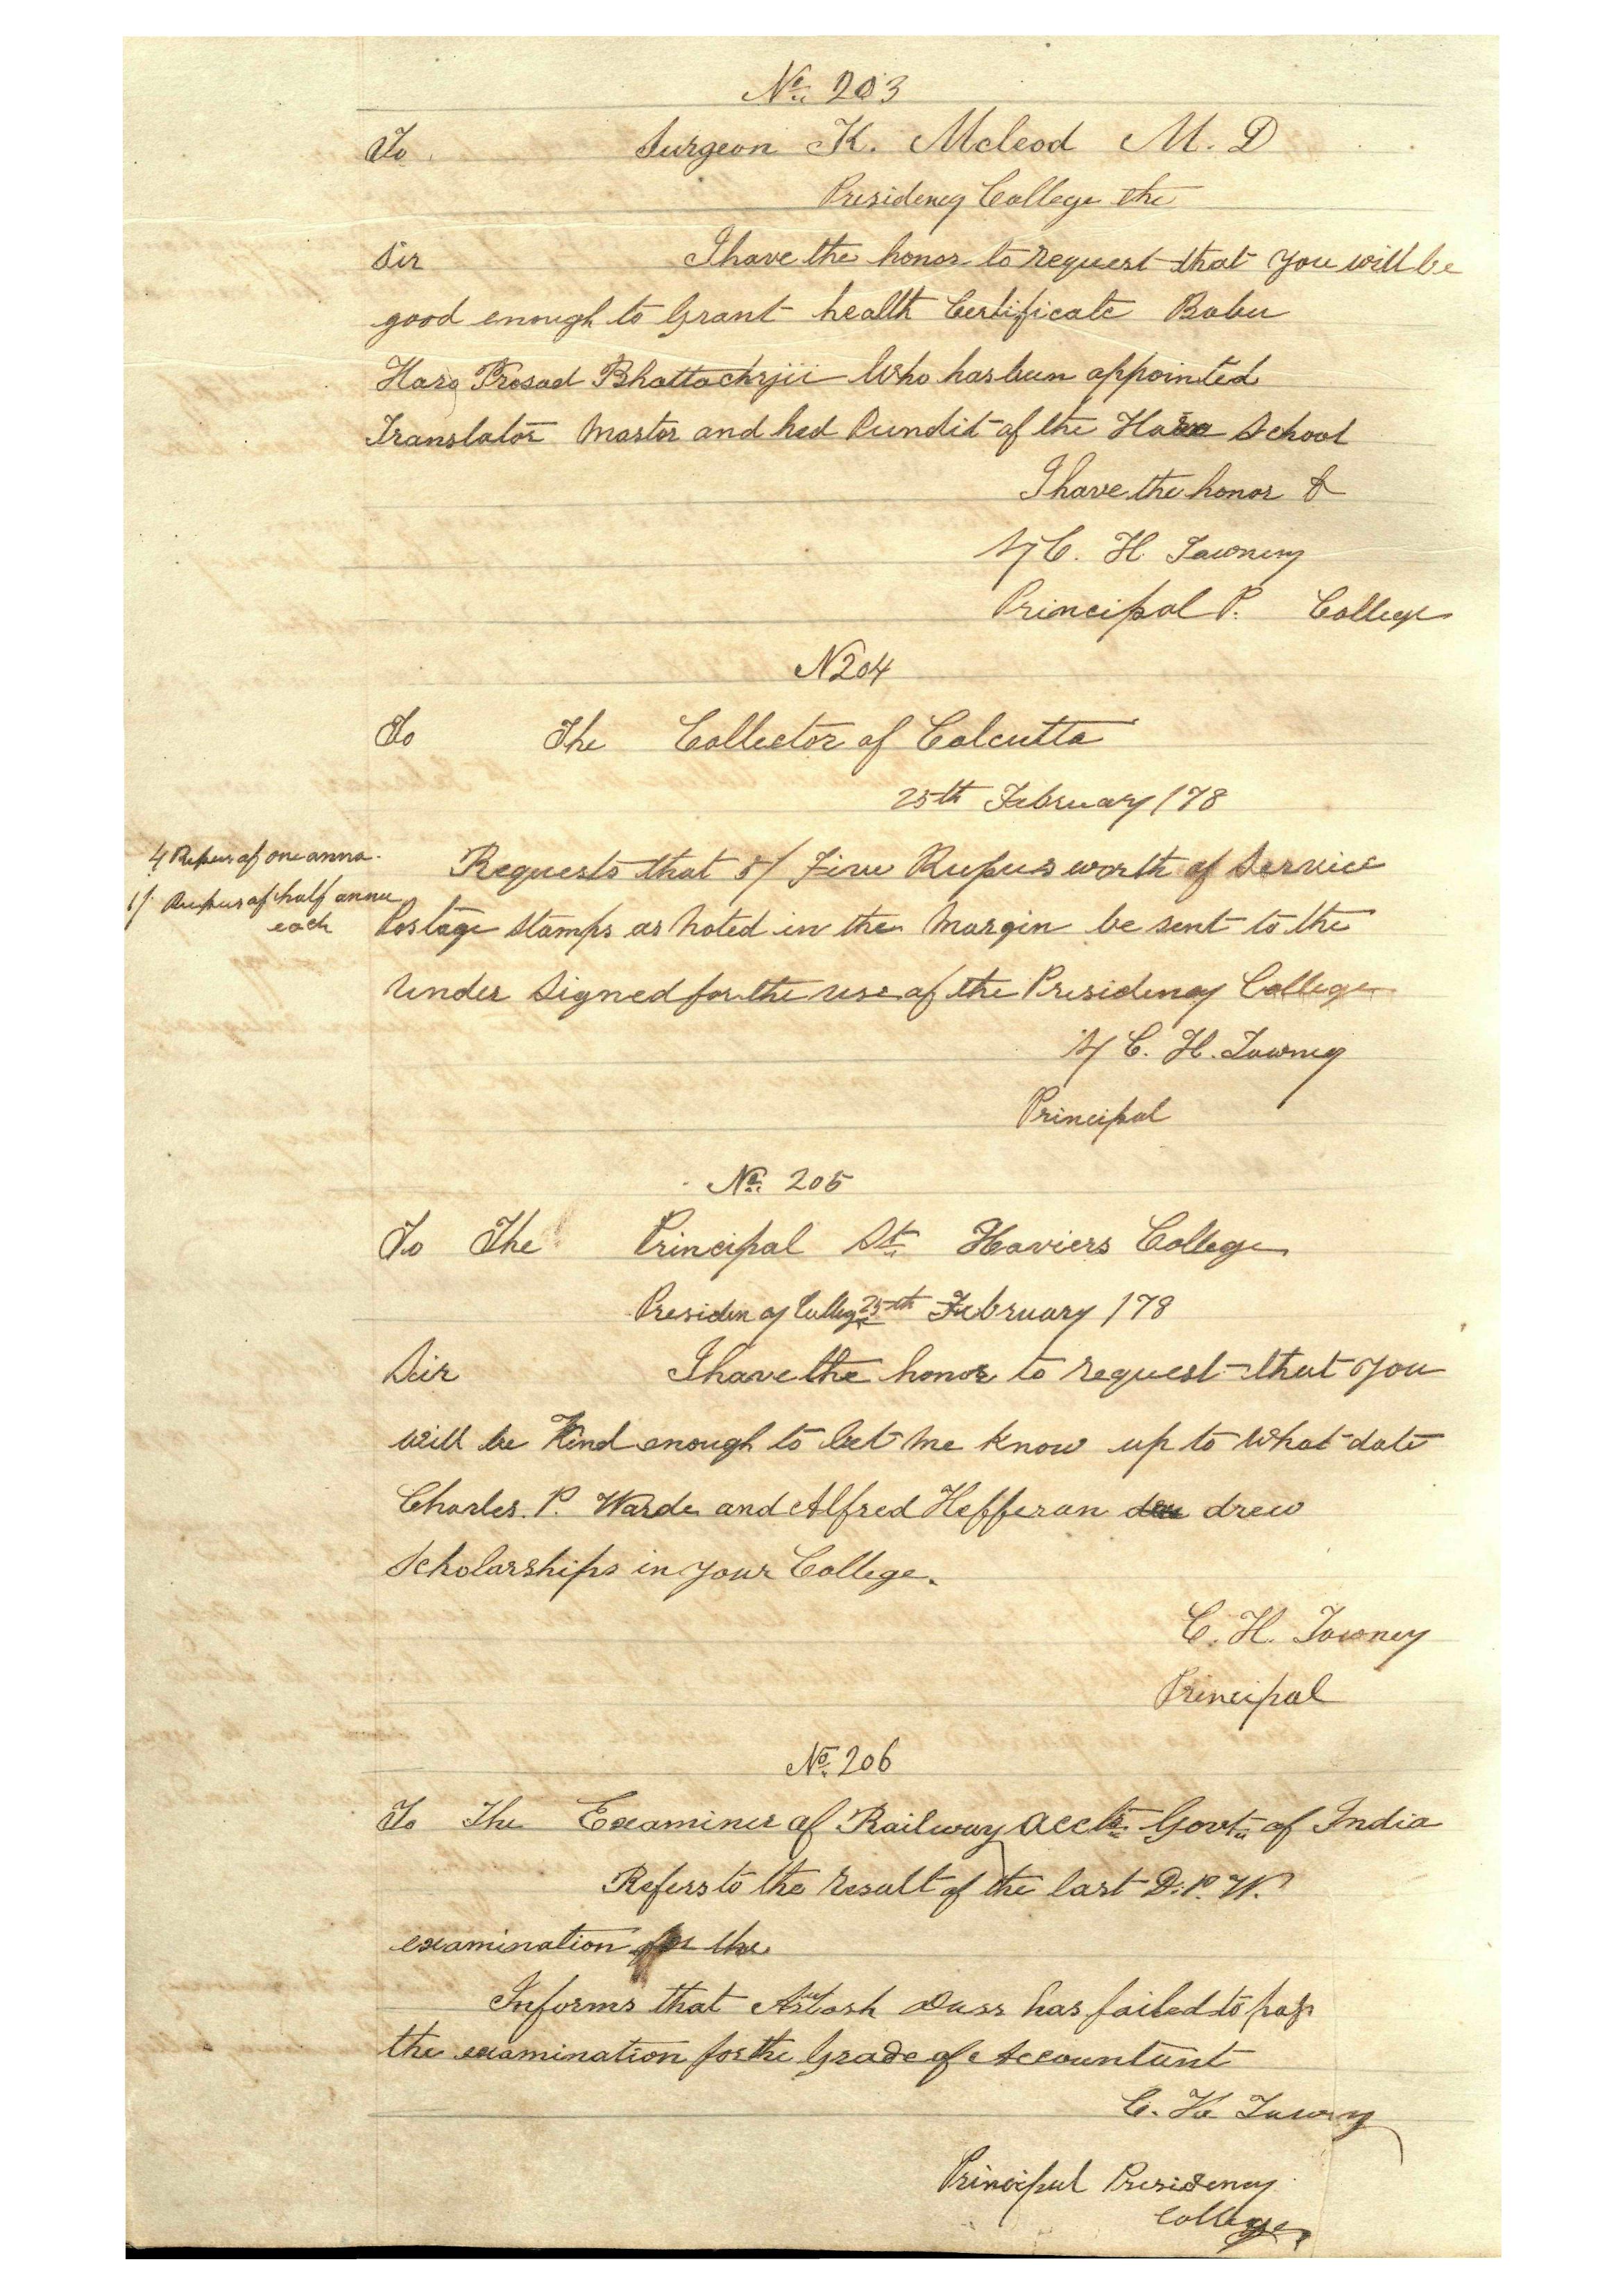 No. 203
To Surgeon K. Mcleod M. D
Presidency College the
Sir I have the honor to request that you will be
good enough to Grant health Certificate Babu
Hara Prosad Bhattachrjii Who has been appointed
Translator Master and hed Pundit of the Hare School
I have the honor &
S/ C. H. Tawney
Principal P. College
N 204
To The Collector of Calcutta
25th February /78
4 Rupees of one anna.
1/ Rupees of half anna
each
Requests that 5/ Five Rupees worth of Service
Postage stamps as noted in the Margin be sent to the
Under Signed for the use of the Presidency College
S/ C. H. Tawney
Principal
No. 205
To The Principal St. Haviers College
Presidency College 25th February /78
Sir I have the honor to request that you
will be Kind enough to let me know up to what date
Charles. P. Warde and Alfred Hefferan drew
Scholarships in your College.
C. H. Tawney
Principal
No. 206
To The Examiner of Railway Accts. Govt. of India
Refers to the result of the last D. P. W.
examination for the
Informs that Asutosh Dass has failed to pass
the examination for the Grade of Accountant
C. H. Tawney
Principal Presidency
College